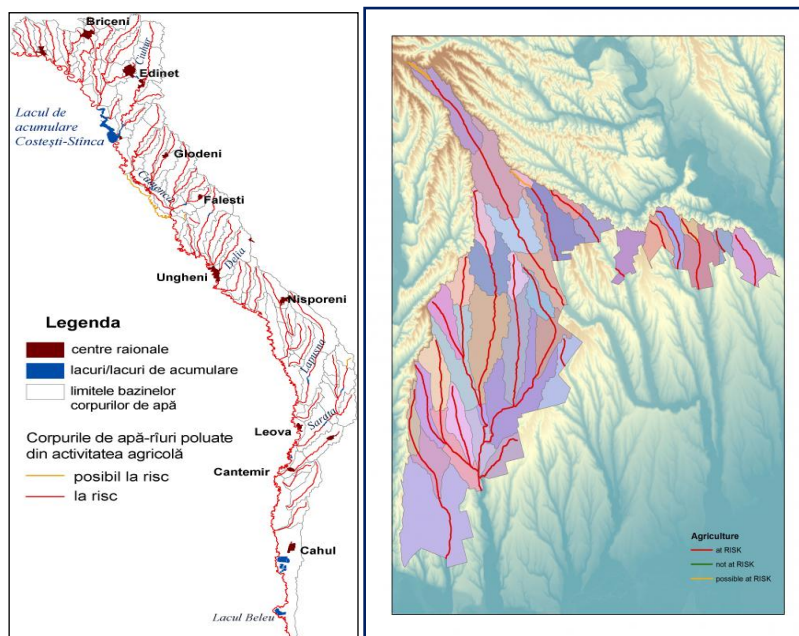 Briceni
Ciuhur
Edinet
Lacul de
acumulare
Costești-Stînca
Glodeni
Camenca
Falesti
Delia
Ungheni
Nisporeni
Legenda
centre raionale
lacuri/lacuri de acumulare
limitele bazinelor
corpurilor de apă
Lapusna
Sarata
Leova
Corpurile de apă-rîuri poluate
din activitatea agricolă
posibil la risc
la risc
Cantemir
Cahul
Lacul Beleu
Agriculture
at RISK
not at RISK
possible at RISK